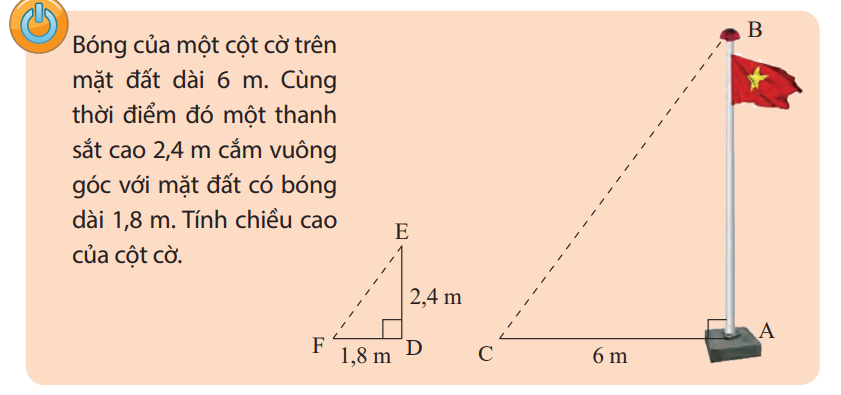 Bóng của một cột cờ trên
mặt đất dài 6 m. Cùng
thời điểm đó một thanh
sắt cao 2,4 m cắm vuông
góc với mặt đất có bóng
dài 1,8 m. Tính chiều cao
của cột cờ.
B
E
2,4 m
F
1,8 m
D
C
6 m
A